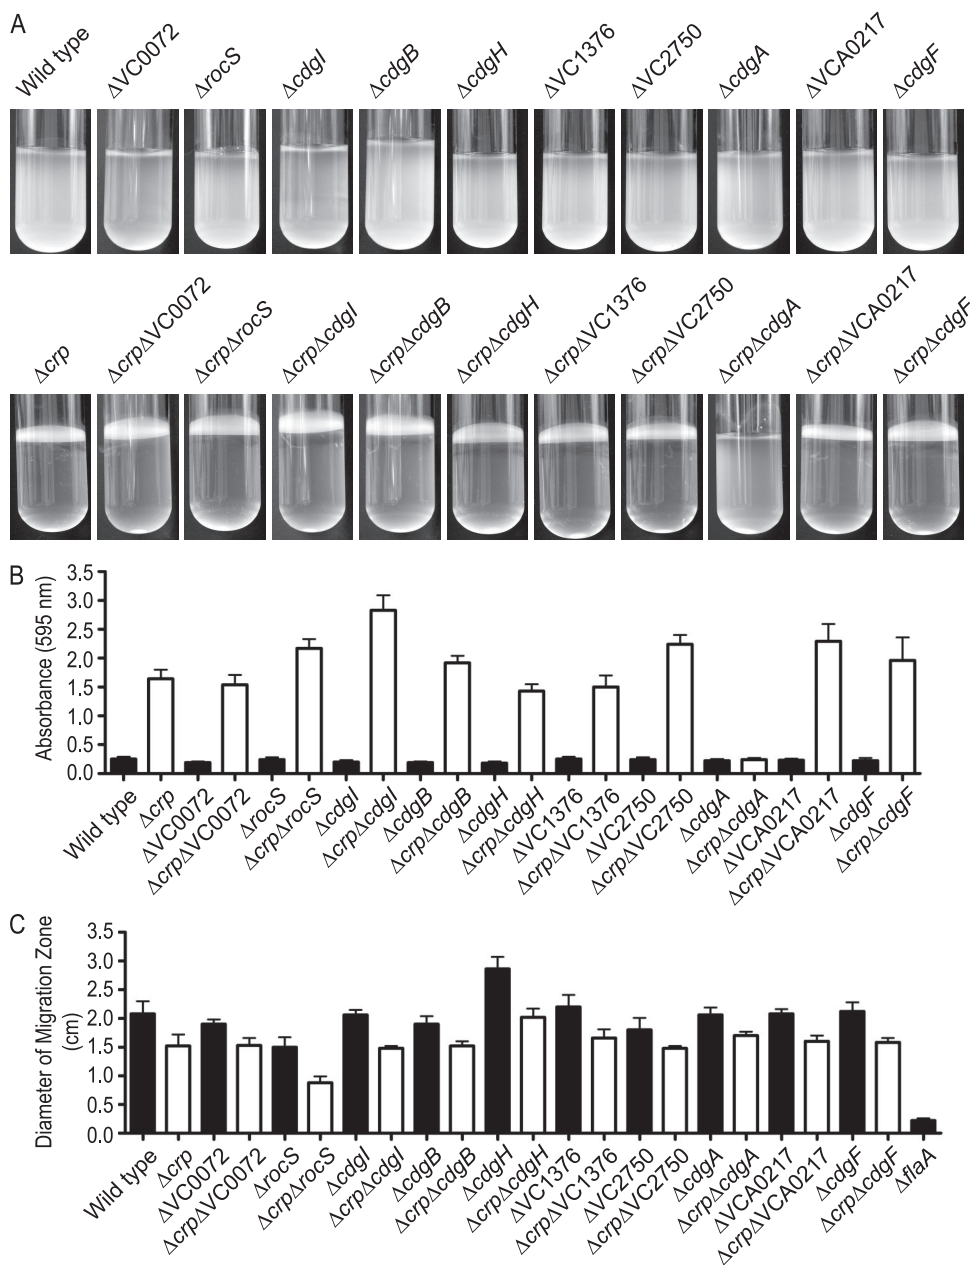 A
Wild type ΔVC0072 ΔrocS ΔcdgI ΔcdgB ΔcdgH ΔVC1376 ΔVC2750 ΔcdgA ΔVCA0217 ΔcdgF
Δcrp ΔcrpΔVC0072 ΔcrpΔrocS ΔcrpΔcdgI ΔcrpΔcdgB ΔcrpΔcdgH ΔcrpΔVC1376 ΔcrpΔVC2750 ΔcrpΔcdgA ΔcrpΔVCA0217 ΔcrpΔcdgF
B
Absorbance (595 nm)
3.5
3.0
2.5
2.0
1.5
1.0
0.5
0.0
Wild type Δcrp ΔVC0072 ΔcrpΔVC0072 ΔrocS ΔcrpΔrocS ΔcdgI ΔcrpΔcdgI ΔcdgB ΔcrpΔcdgB ΔcdgH ΔcrpΔcdgH ΔVC1376 ΔcrpΔVC1376 ΔVC2750 ΔcrpΔVC2750 ΔcdgA ΔcrpΔcdgA ΔVCA0217 ΔcrpΔVCA0217 ΔcdgF ΔcrpΔcdgF
C
Diameter of Migration Zone
(cm)
3.5
3.0
2.5
2.0
1.5
1.0
0.5
0.0
Wild type Δcrp ΔVC0072 ΔcrpΔVC0072 ΔrocS ΔcrpΔrocS ΔcdgI ΔcrpΔcdgI ΔcdgB ΔcrpΔcdgB ΔcdgH ΔcrpΔcdgH ΔVC1376 ΔcrpΔVC1376 ΔVC2750 ΔcrpΔVC2750 ΔcdgA ΔcrpΔcdgA ΔVCA0217 ΔcrpΔVCA0217 ΔcdgF ΔcrpΔcdgF ΔflaA